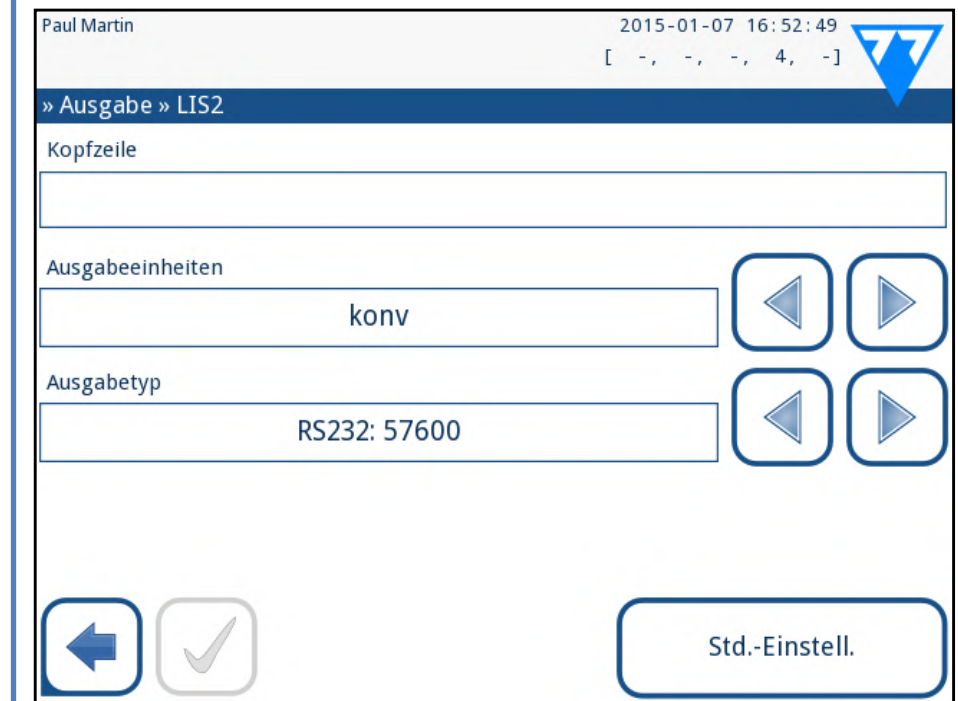 Paul Martin
2015-01-07 16:52:49
[ -, -, -, 4, -]
» Ausgabe » LIS2
Kopfzeile
Ausgabeeinheiten
konv
Ausgabetyp
RS232: 57600
Std.-Einstell.